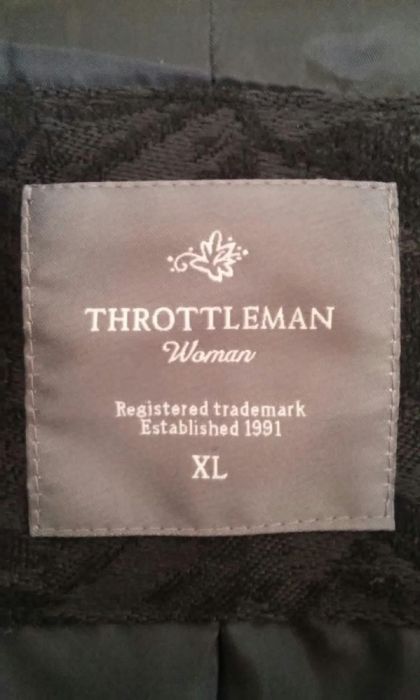 THROTTLEMAN
Woman
Registered trademark
Established 1991
XL